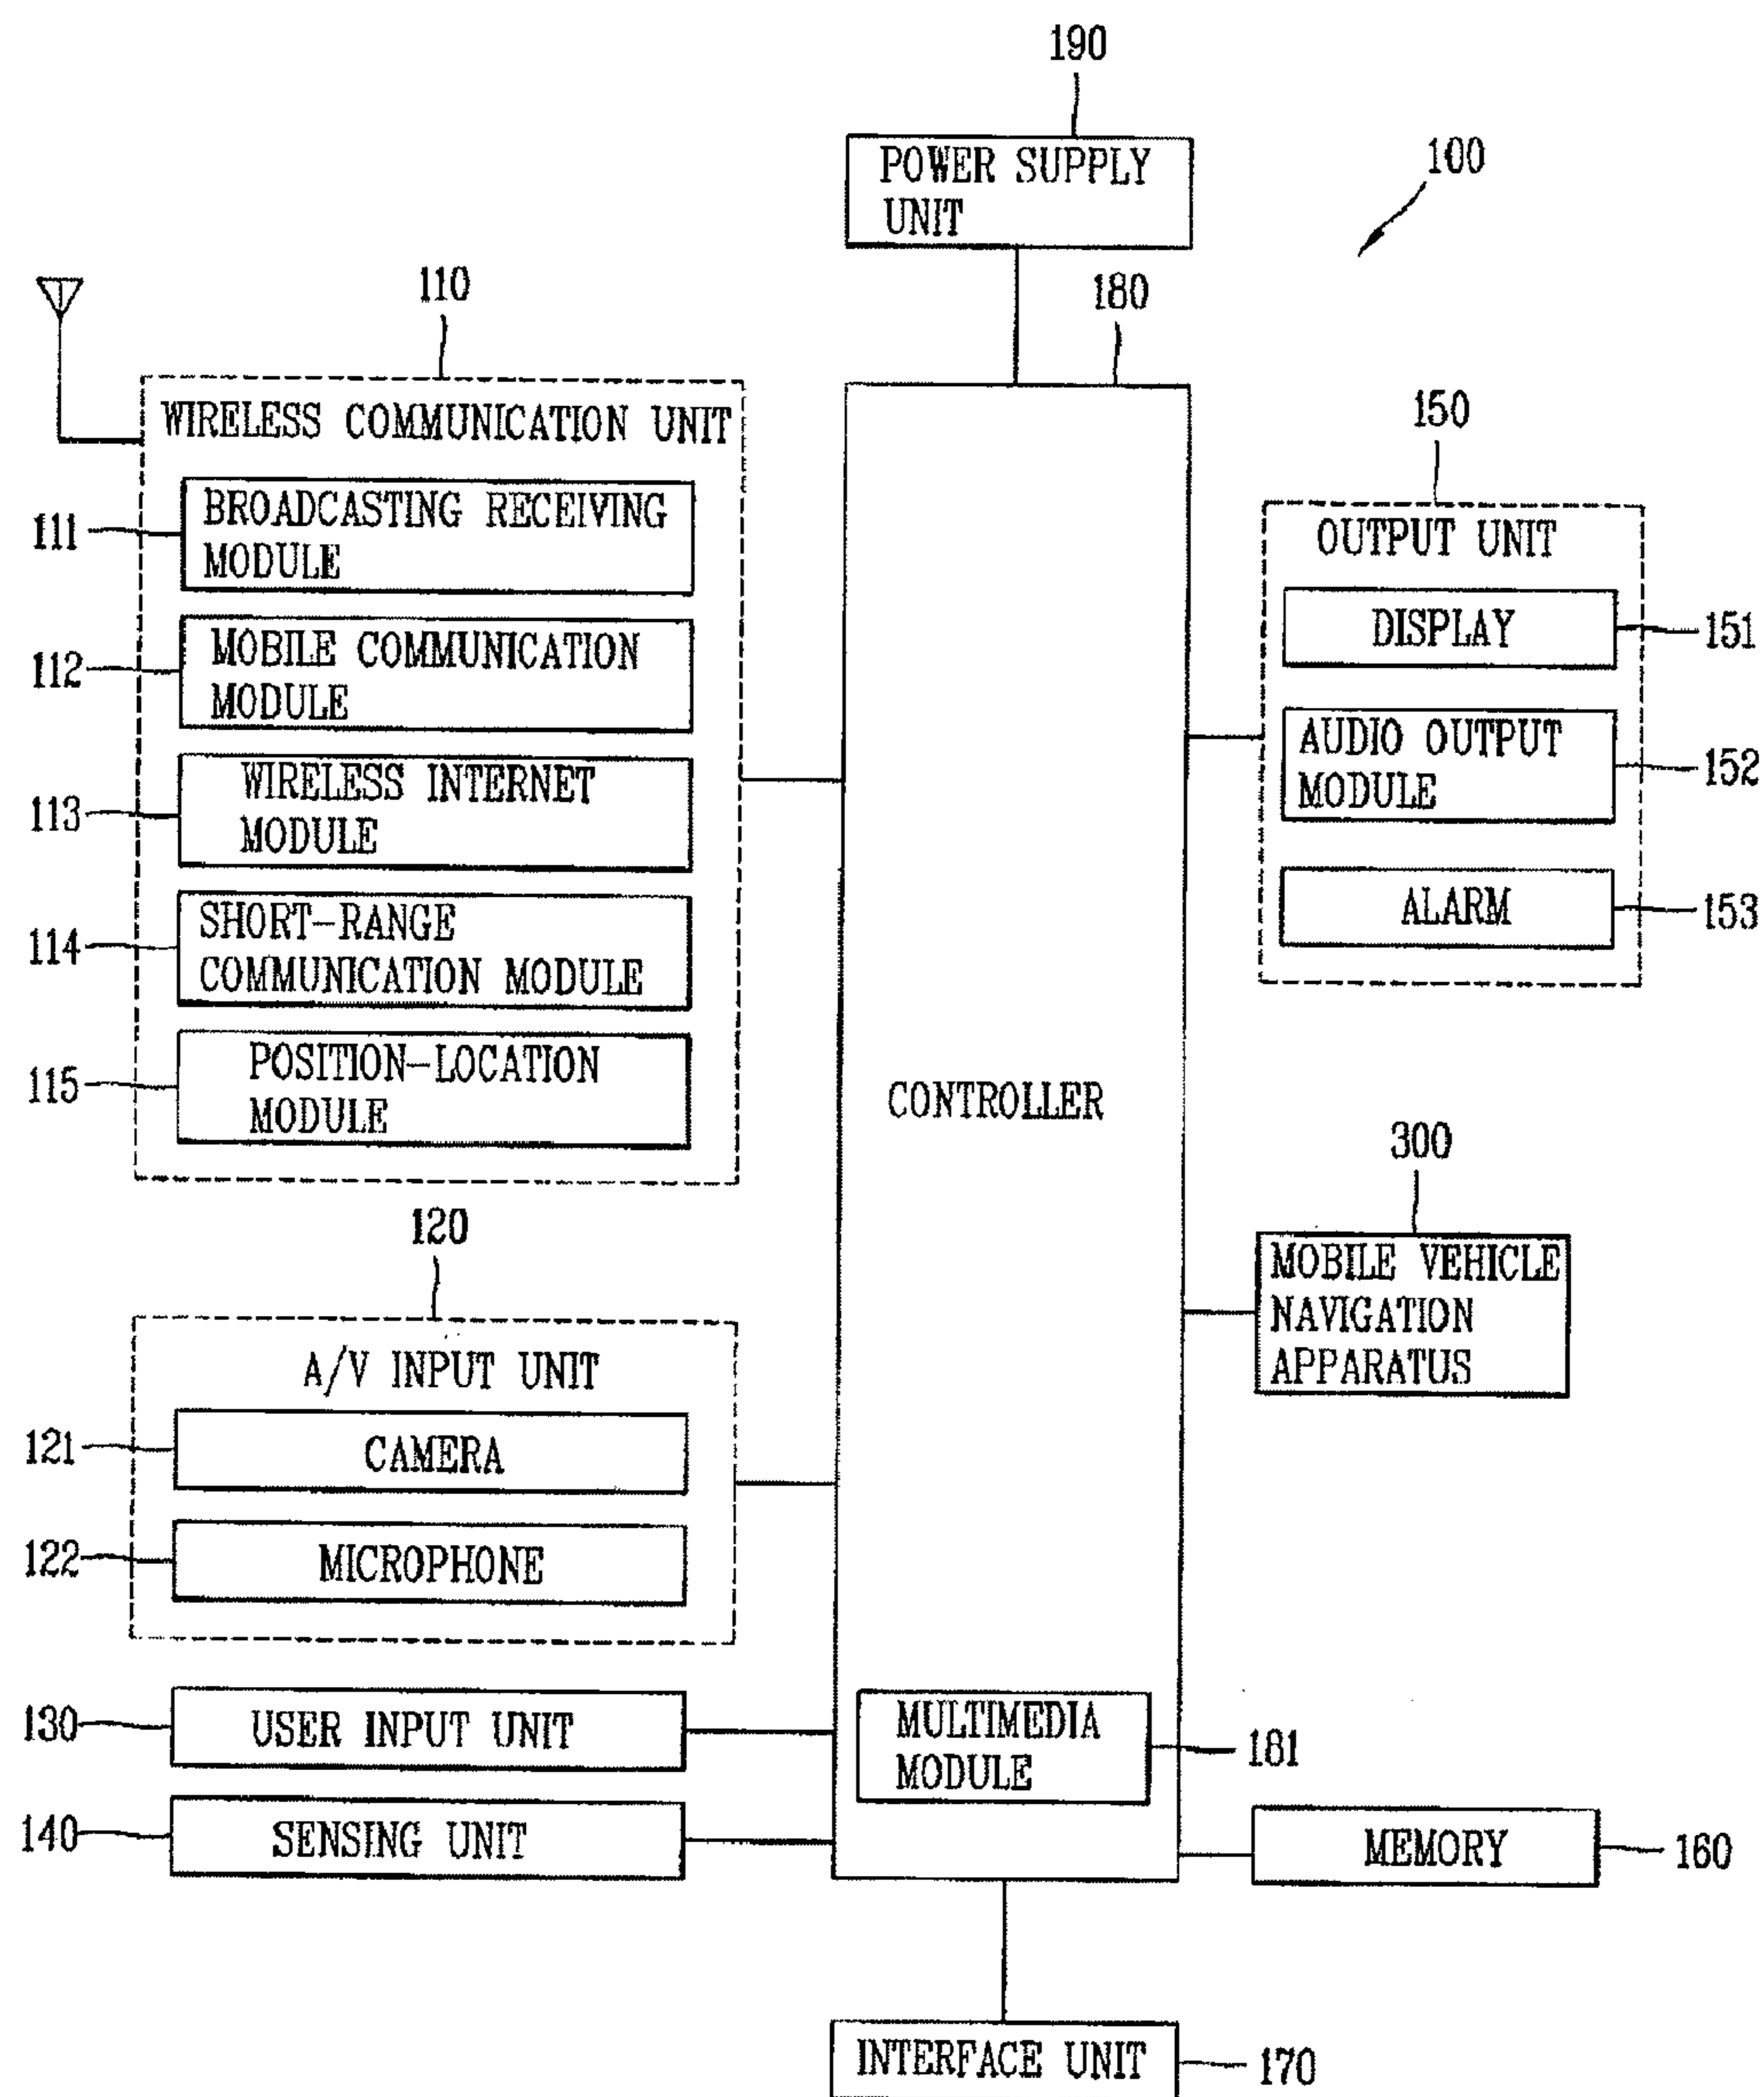 190
POWER SUPPLY
UNIT
100
110
180
WIRELESS COMMUNICATION UNIT
150
111
BROADCASTING RECEIVING
MODULE
OUTPUT UNIT
DISPLAY
151
112
MOBILE COMMUNICATION
MODULE
AUDIO OUTPUT
MODULE
152
113
WIRELESS INTERNET
MODULE
ALARM
153
114
SHORT-RANGE
COMMUNICATION MODULE
115
POSITION-LOCATION
MODULE
CONTROLLER
300
MOBILE VEHICLE
NAVIGATION
APPARATUS
120
A/V INPUT UNIT
121
CAMERA
122
MICROPHONE
130
USER INPUT UNIT
MULTIMEDIA
MODULE
181
140
SENSING UNIT
MEMORY
160
INTERFACE UNIT
170